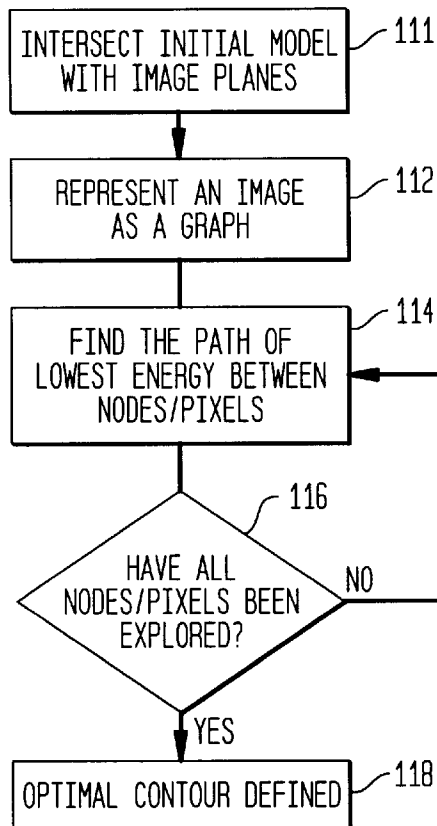 INTERSECT INITIAL MODEL
WITH IMAGE PLANES
111
REPRESENT AN IMAGE
AS A GRAPH
112
FIND THE PATH OF
LOWEST ENERGY BETWEEN
NODES/PIXELS
114
HAVE ALL
NODES/PIXELS BEEN
EXPLORED?
116
NO
YES
OPTIMAL CONTOUR DEFINED
118